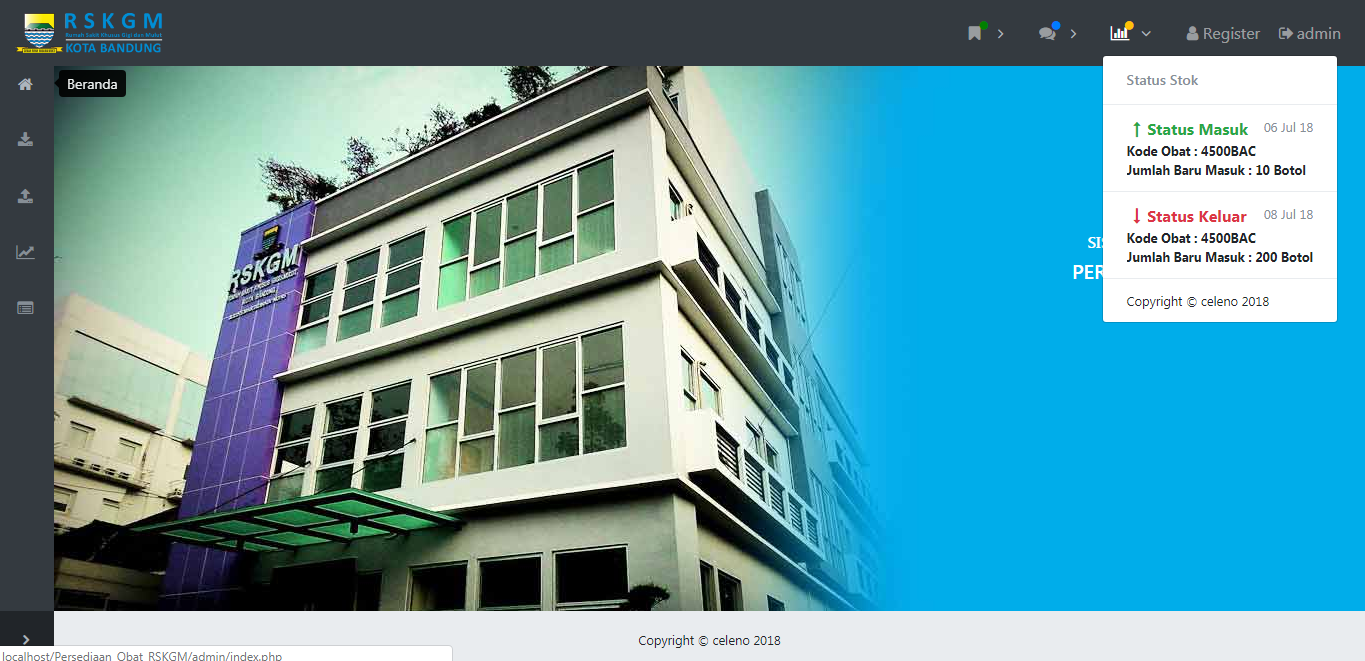 RSKGM
Rumah Sakit Khusus Gigi dan Mulut
KOTA BANDUNG
Register
admin
Beranda
Status Stok
Status Masuk 06 Jul 18
Kode Obat : 4500BAC
Jumlah Baru Masuk : 10 Botol
Status Keluar 08 Jul 18
Kode Obat : 4500BAC
Jumlah Baru Masuk : 200 Botol
Copyright © celeno 2018
SIS
PER
RSKGM
KOTA BANDUNG
Copyright © celeno 2018
localhost/Persediaan_Obat_RSKGM/admin/index.php